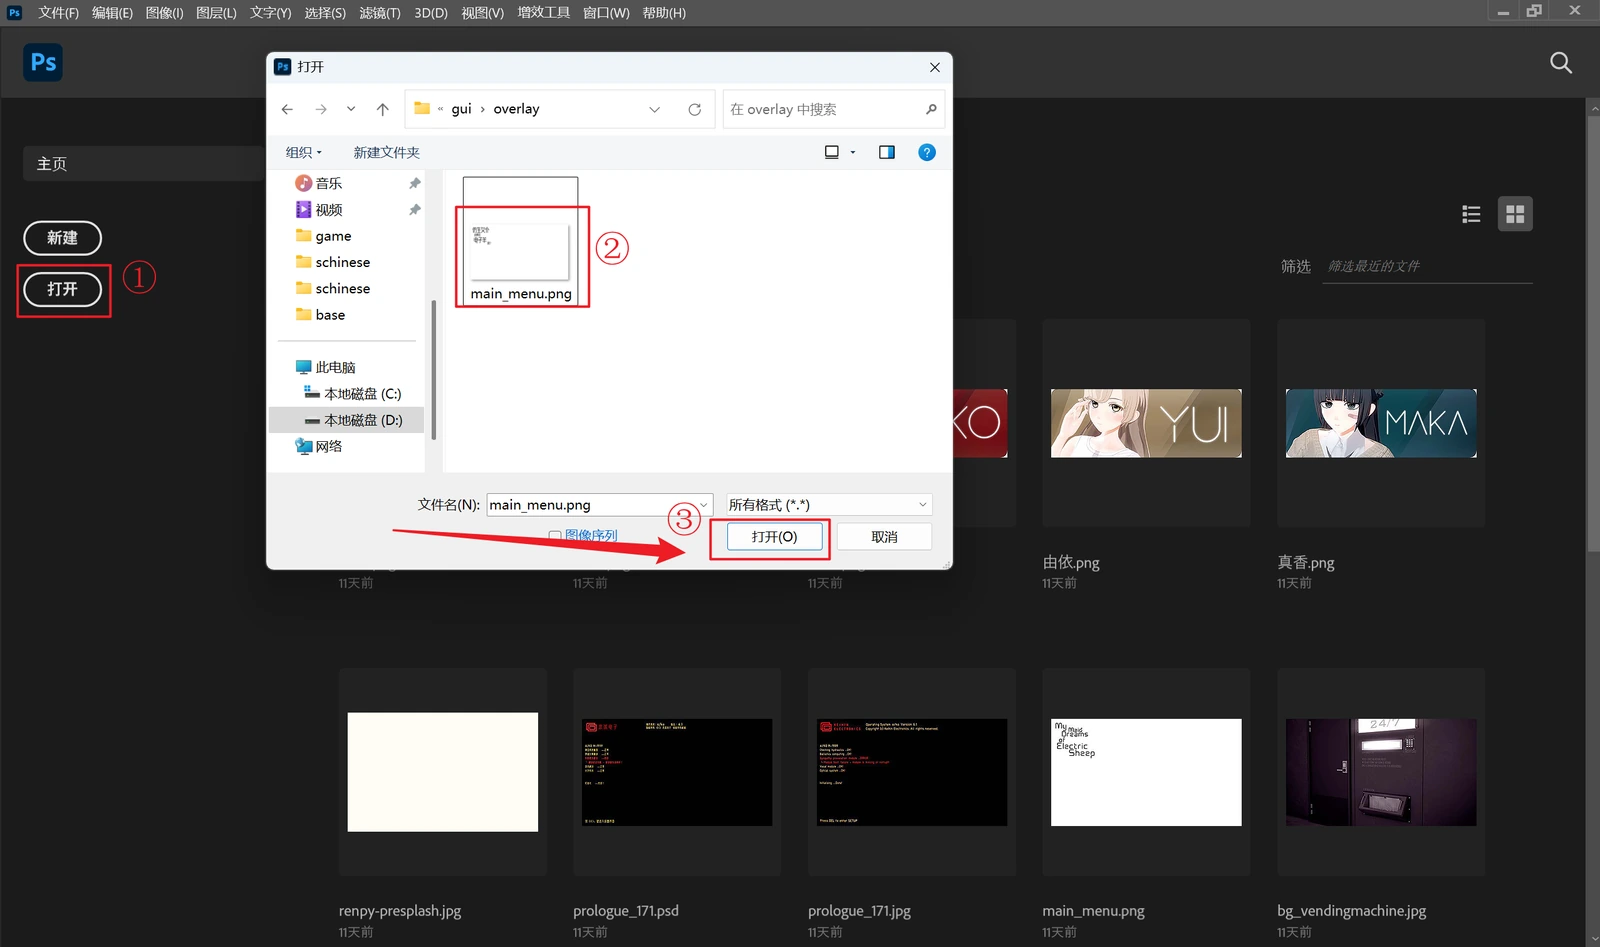 Ps 文件(F) 编辑(E) 图像(I) 图层(L) 文字(Y) 选择(S) 滤镜(T) 3D(D) 视图(V) 增效工具 窗口(W) 帮助(H)
Ps
Ps 打开
« gui › overlay
在 overlay 中搜索
组织
新建文件夹
?
主页
新建
打开
①
音乐
视频
game
schinese
schinese
base
此电脑
本地磁盘 (C:)
本地磁盘 (D:)
网络
main_menu.png
②
文件名(N):
main_menu.png
所有格式 (*.*)
③
图像序列
打开(O)
取消
筛选
筛选最近的文件
KO
YUI
MAKA
11天前
11天前
11天前
由依.png
11天前
真香.png
11天前
My
Maid
Dreams
of
Electric
Sheep
24/7
renpy-presplash.jpg
11天前
prologue_171.psd
11天前
prologue_171.jpg
11天前
main_menu.png
11天前
bg_vendingmachine.jpg
11天前